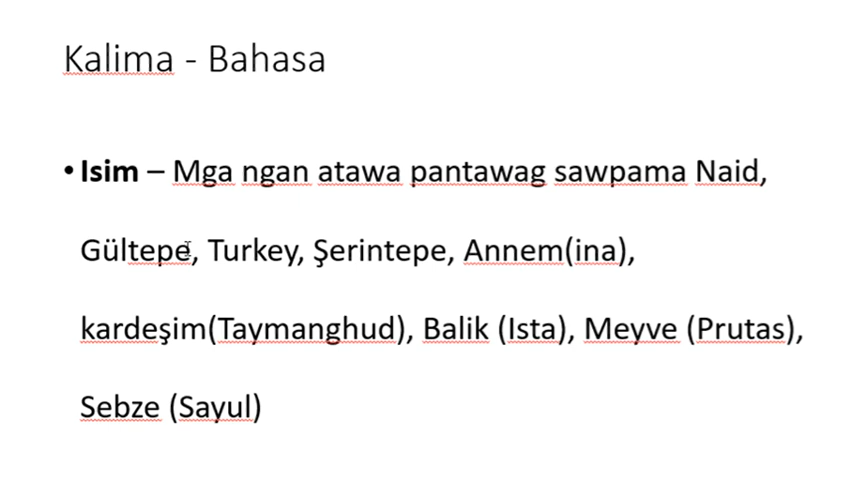 Kalima - Bahasa
• Isim – Mga ngan atawa pantawag sawpama Naid,
Gültepe, Turkey, Şerintepe, Annem(ina),
kardeşim(Taymanghud), Balik (Ista), Meyve (Prutas),
Sebze (Sayul)